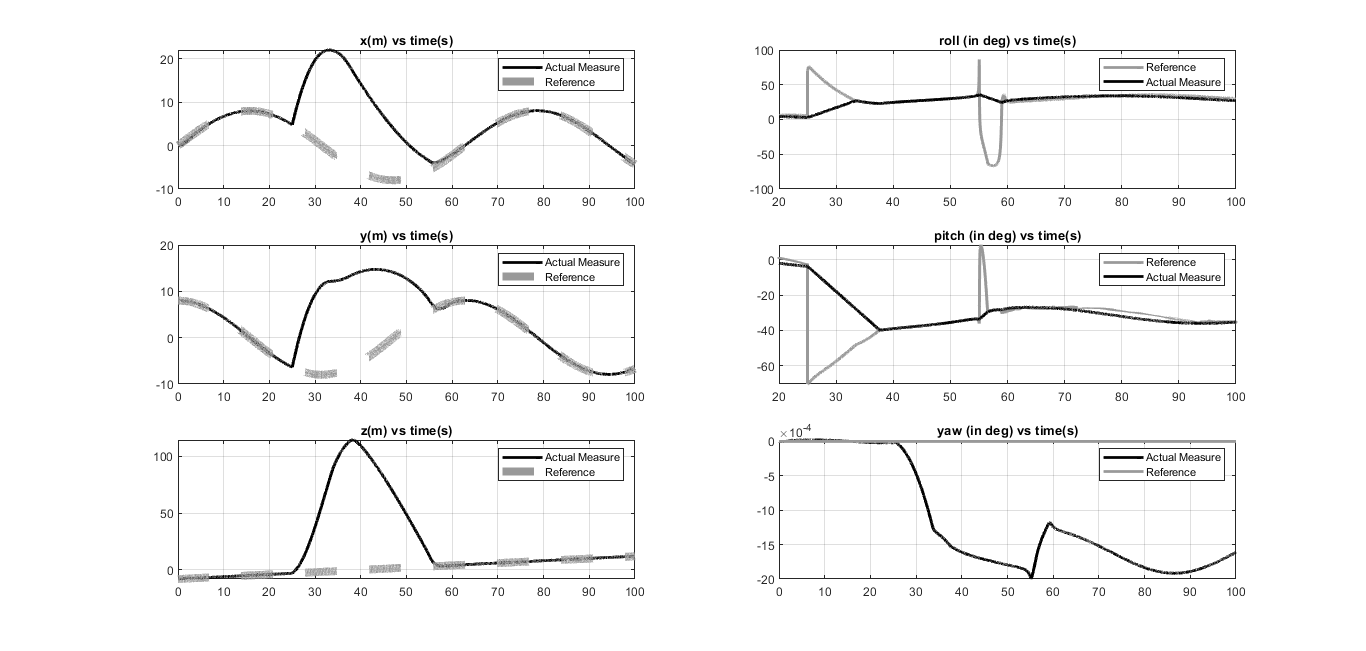 x(m) vs time(s)
20
10
0
-10
Actual Measure
Reference
0 10 20 30 40 50 60 70 80 90 100
y(m) vs time(s)
20
10
0
-10
Actual Measure
Reference
0 10 20 30 40 50 60 70 80 90 100
z(m) vs time(s)
100
50
0
Actual Measure
Reference
0 10 20 30 40 50 60 70 80 90 100
roll (in deg) vs time(s)
100
50
0
-50
-100
Reference
Actual Measure
20 30 40 50 60 70 80 90 100
pitch (in deg) vs time(s)
0
-20
-40
-60
Reference
Actual Measure
20 30 40 50 60 70 80 90 100
yaw (in deg) vs time(s)
×10-4
0
-5
-10
-15
-20
Actual Measure
Reference
0 10 20 30 40 50 60 70 80 90 100